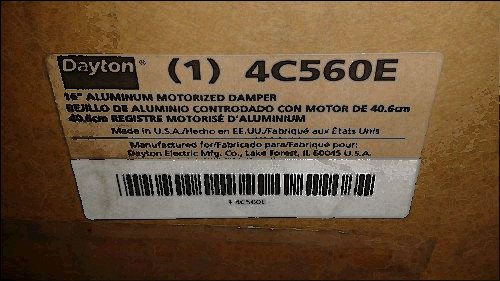 Dayton® (1) 4C560E
16" ALUMINUM MOTORIZED DAMPER
REJILLO DE ALUMINIO CONTRODADO CON MOTOR DE 40.6cm
40,6cm REGISTRE MOTORISÉ D'ALUMINIUM
Made in U.S.A./Hecho en EE.UU./Fabriqué aux États Unis
Manufactured for/Fabricado para/Fabriqué pour:
Dayton Electric Mfg. Co., Lake Forest, IL 60045 U.S.A.
4C560E